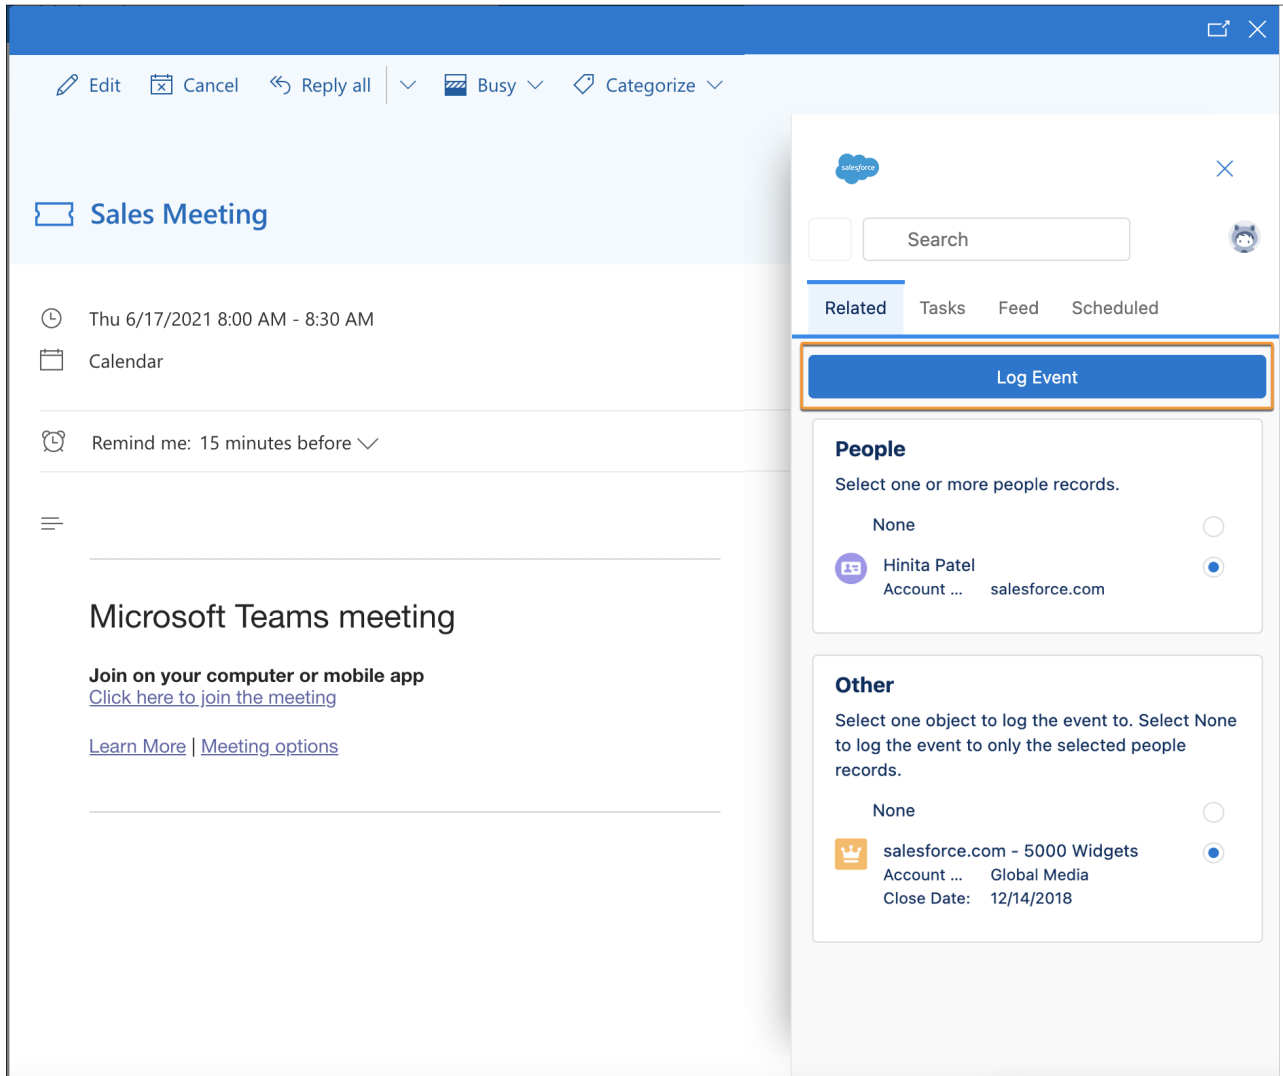 Edit Cancel Reply all Busy Categorize
Sales Meeting
Thu 6/17/2021 8:00 AM - 8:30 AM
Calendar
Remind me: 15 minutes before
Microsoft Teams meeting
Join on your computer or mobile app
Click here to join the meeting
Learn More | Meeting options
salesforce
Search
Related Tasks Feed Scheduled
Log Event
People
Select one or more people records.
None
Hinita Patel
Account ... salesforce.com
Other
Select one object to log the event to. Select None
to log the event to only the selected people
records.
None
salesforce.com - 5000 Widgets
Account ... Global Media
Close Date: 12/14/2018